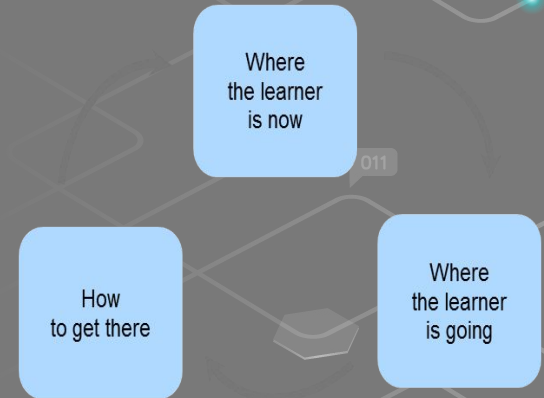 Where
the learner
is now
011
How
to get there
Where
the learner
is going